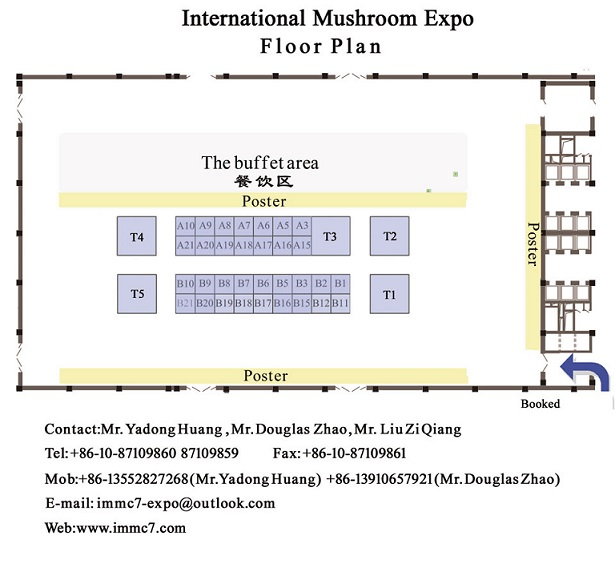 International Mushroom Expo
Floor Plan
The buffet area
餐饮区
Poster
T4
A10 A9 A8 A7 A6 A5 A3
A21 A20 A19 A18 A17 A16 A15
T3
T2
Poster
T5
B10 B9 B8 B7 B6 B5 B3 B2 B1
B21 B20 B19 B18 B17 B16 B15 B12 B11
T1
Poster
Booked
Contact:Mr. Yadong Huang , Mr. Douglas Zhao, Mr. Liu Zi Qiang
Tel: +86-10-87109860 87109859 Fax: +86-10-87109861
Mob:+86-13552827268 (Mr. Yadong Huang) +86-13910657921 (Mr. Douglas Zhao)
E-mail: immc7-expo@outlook.com
Web:www.immc7.com